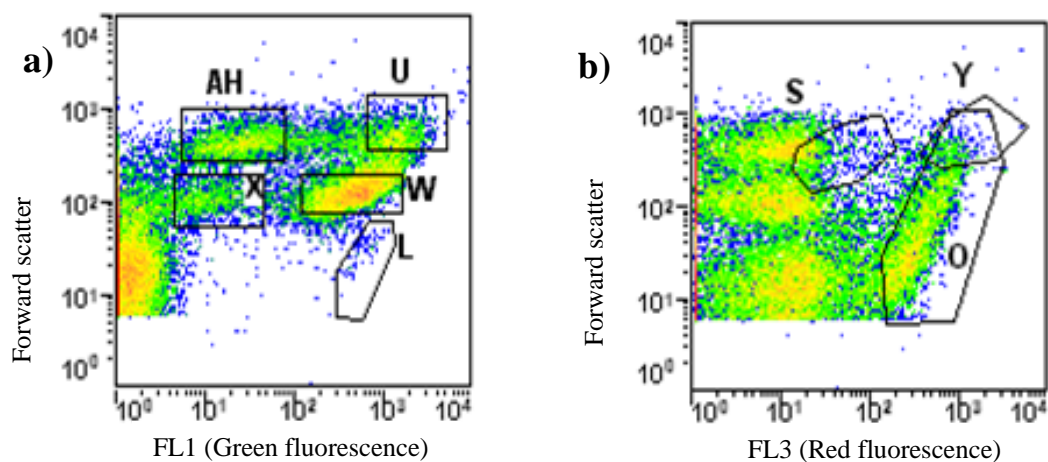 a)
Forward scatter
10⁴
10³
10²
10¹
10⁰
AH
U
X
W
L
10⁰ 10¹ 10² 10³ 10⁴
FL1 (Green fluorescence)
b)
Forward scatter
10⁴
10³
10²
10¹
10⁰
S
Y
O
10⁰ 10¹ 10² 10³ 10⁴
FL3 (Red fluorescence)